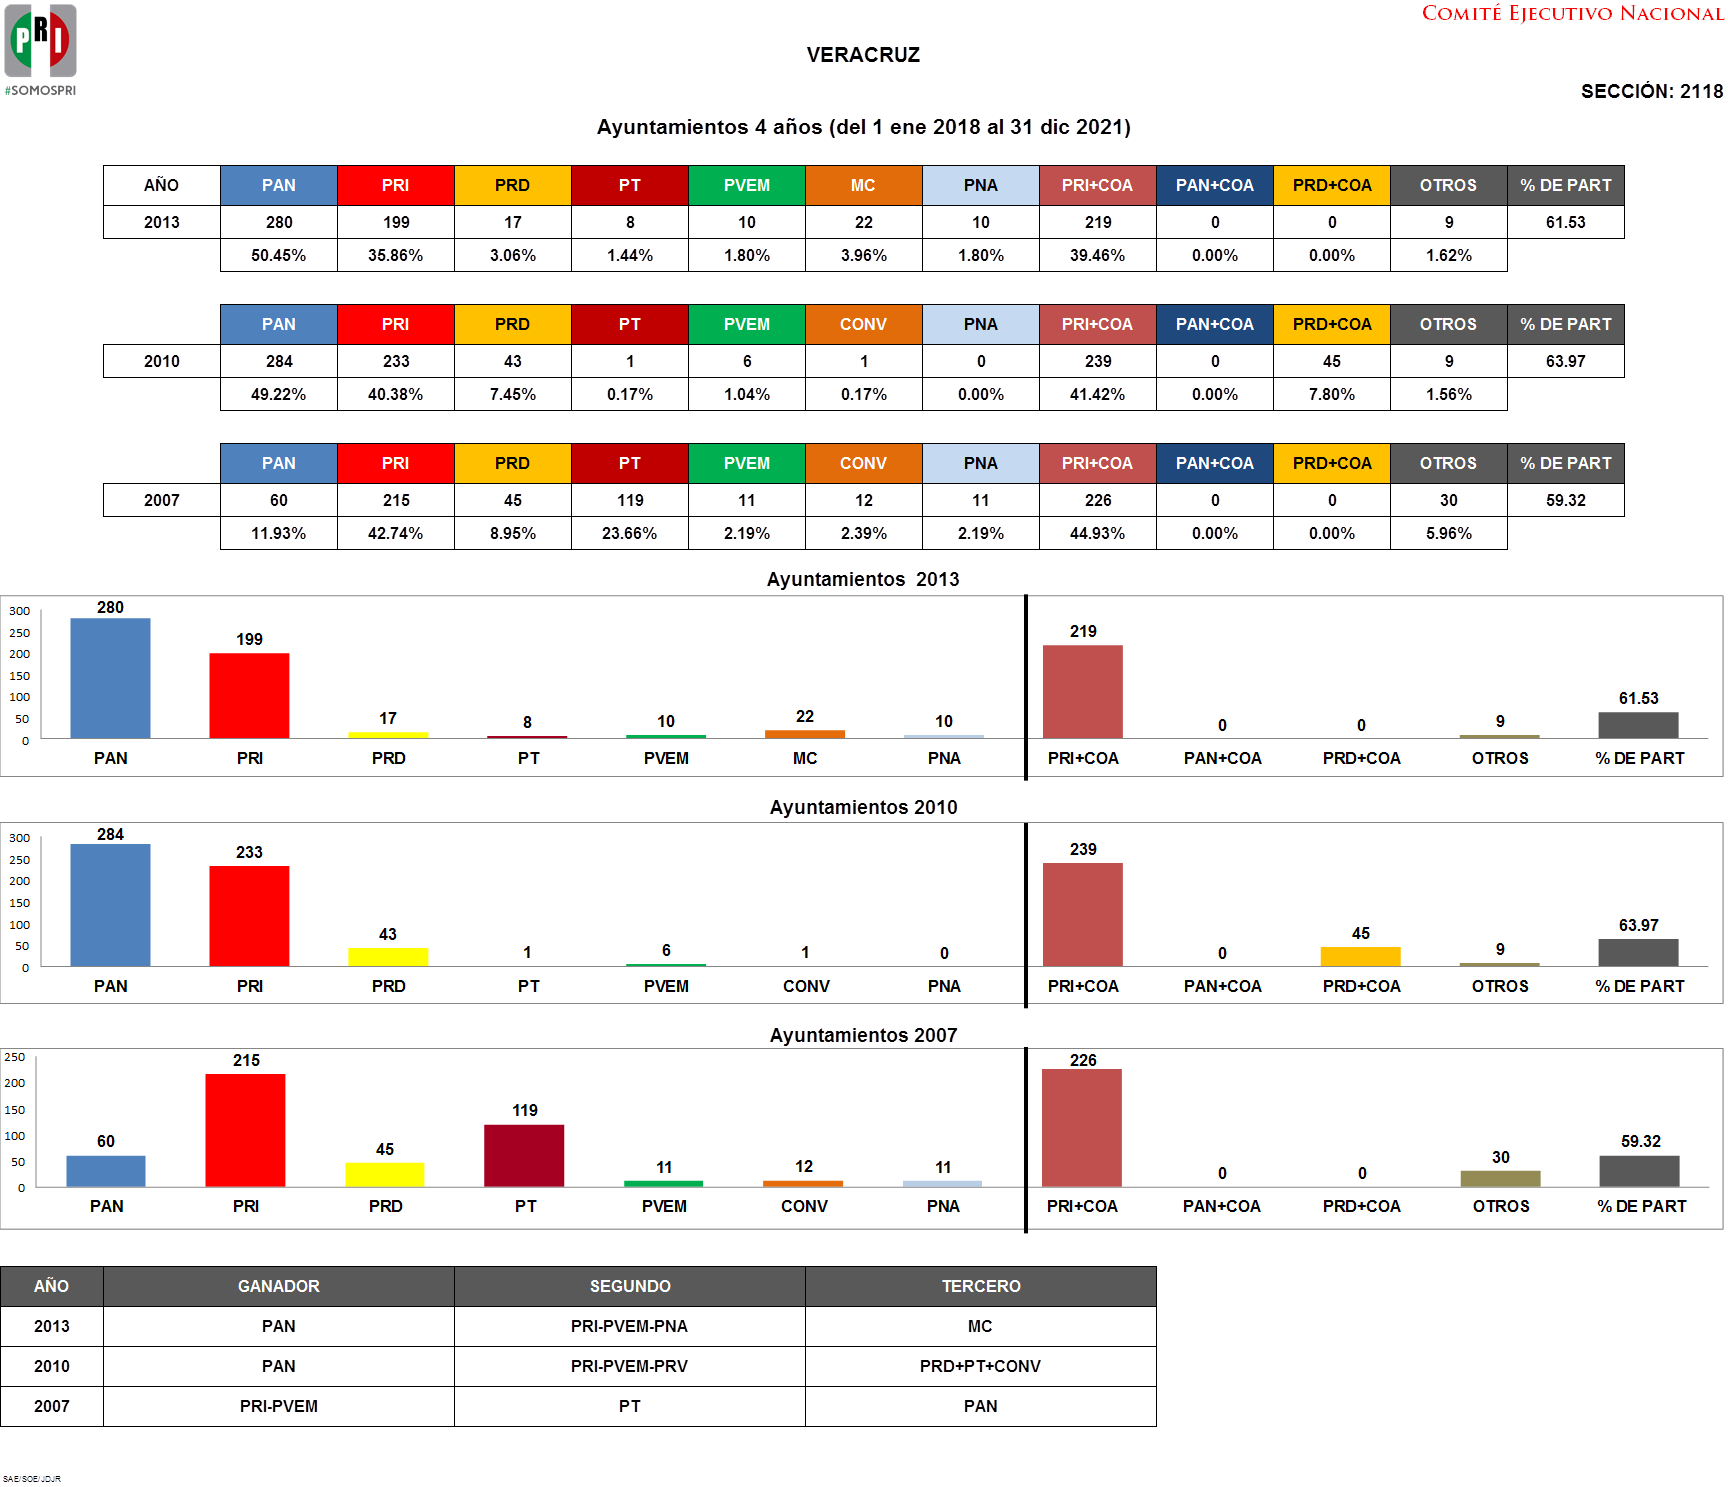 PRI
#SOMOSPRI
COMITÉ EJECUTIVO NACIONAL
VERACRUZ
SECCIÓN: 2118
Ayuntamientos 4 años (del 1 ene 2018 al 31 dic 2021)
AÑO PAN PRI PRD PT PVEM MC PNA PRI+COA PAN+COA PRD+COA OTROS % DE PART
2013 280 199 17 8 10 22 10 219 0 0 9 61.53
50.45% 35.86% 3.06% 1.44% 1.80% 3.96% 1.80% 39.46% 0.00% 0.00% 1.62%
PAN PRI PRD PT PVEM CONV PNA PRI+COA PAN+COA PRD+COA OTROS % DE PART
2010 284 233 43 1 6 1 0 239 0 45 9 63.97
49.22% 40.38% 7.45% 0.17% 1.04% 0.17% 0.00% 41.42% 0.00% 7.80% 1.56%
PAN PRI PRD PT PVEM CONV PNA PRI+COA PAN+COA PRD+COA OTROS % DE PART
2007 60 215 45 119 11 12 11 226 0 0 30 59.32
11.93% 42.74% 8.95% 23.66% 2.19% 2.39% 2.19% 44.93% 0.00% 0.00% 5.96%
Ayuntamientos 2013
300
250
200
150
100
50
0
280 199 17 8 10 22 10 219 0 0 9 61.53
PAN PRI PRD PT PVEM MC PNA PRI+COA PAN+COA PRD+COA OTROS % DE PART
Ayuntamientos 2010
300
250
200
150
100
50
0
284 233 43 1 6 1 0 239 0 45 9 63.97
PAN PRI PRD PT PVEM CONV PNA PRI+COA PAN+COA PRD+COA OTROS % DE PART
Ayuntamientos 2007
250
200
150
100
50
0
60 215 45 119 11 12 11 226 0 0 30 59.32
PAN PRI PRD PT PVEM CONV PNA PRI+COA PAN+COA PRD+COA OTROS % DE PART
AÑO GANADOR SEGUNDO TERCERO
2013 PAN PRI-PVEM-PNA MC
2010 PAN PRI-PVEM-PRV PRD+PT+CONV
2007 PRI-PVEM PT PAN
SAE/SOE/JDJR